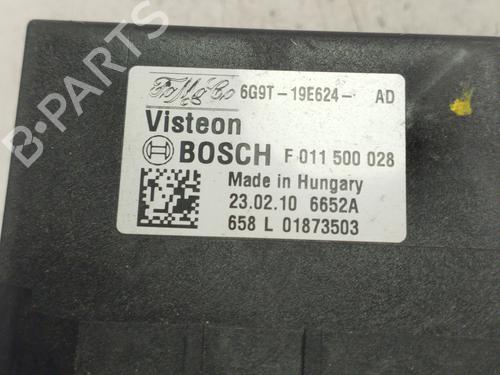 FoMoCo 6G9T-19E624- AD
Visteon
BOSCH F 011 500 028
Made in Hungary
23.02.10 6652A
658 L 01873503
B-PARTS